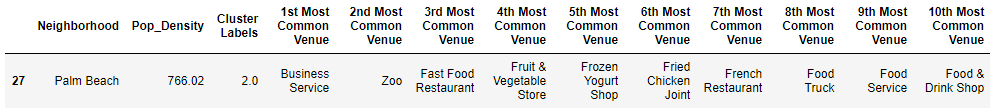 Neighborhood Pop_Density Cluster Labels 1st Most Common Venue 2nd Most Common Venue 3rd Most Common Venue 4th Most Common Venue 5th Most Common Venue 6th Most Common Venue 7th Most Common Venue 8th Most Common Venue 9th Most Common Venue 10th Most Common Venue
27 Palm Beach 766.02 2.0 Business Service Zoo Fast Food Restaurant Fruit & Vegetable Store Frozen Yogurt Shop Fried Chicken Joint French Restaurant Food Truck Food Service Food & Drink Shop